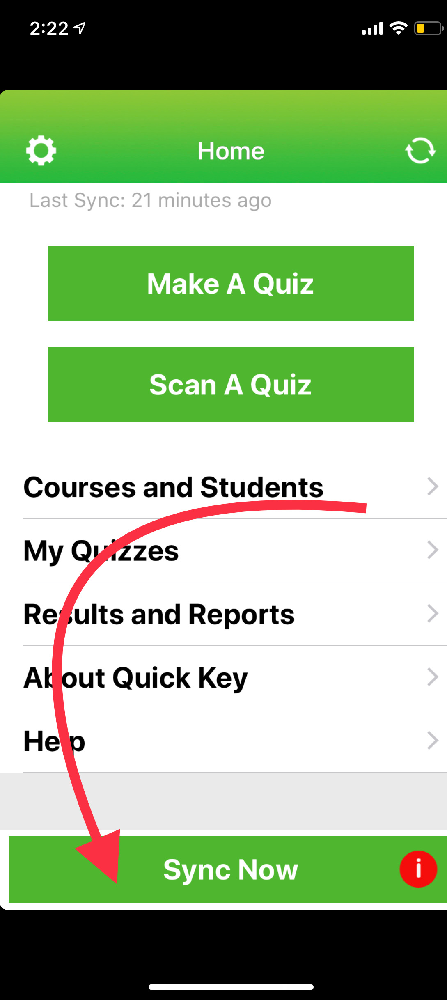 2:22
Home
Last Sync: 21 minutes ago
Make A Quiz
Scan A Quiz
Courses and Students
My Quizzes
Results and Reports
About Quick Key
Help
Sync Now
i